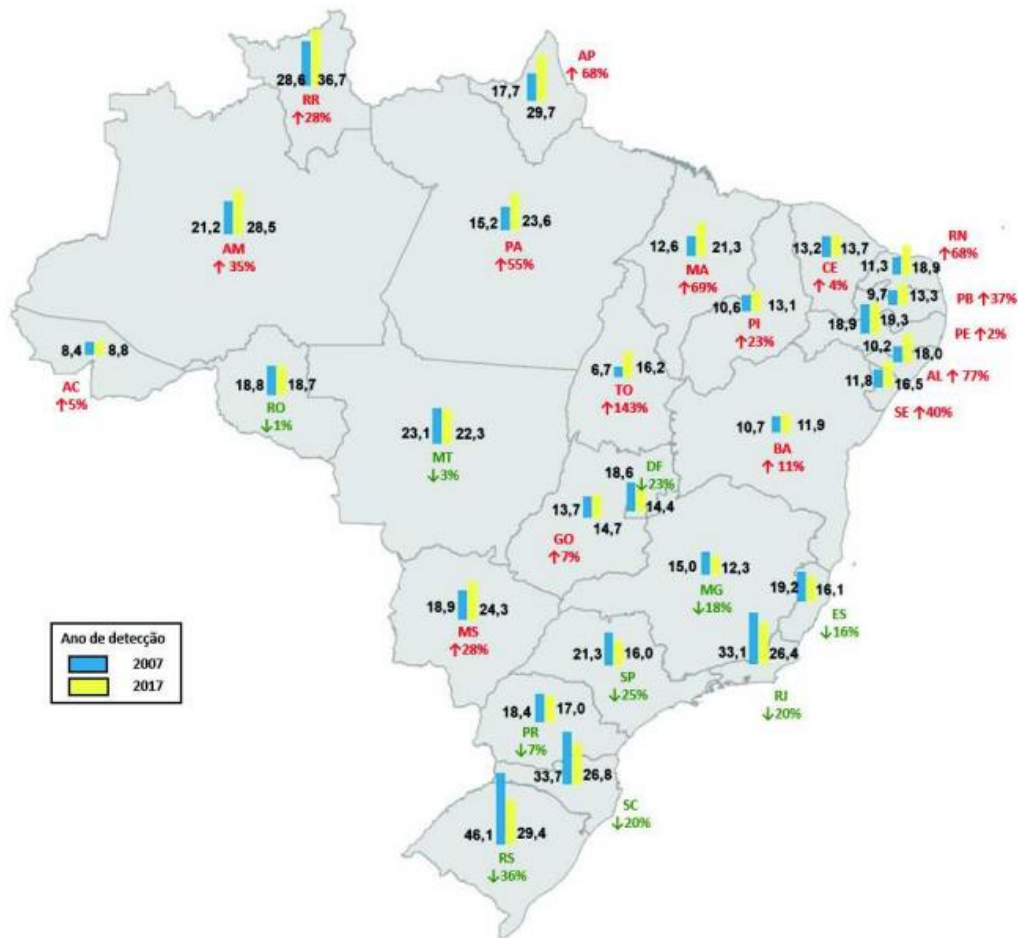 28,6 36,7
RR
↑28%
AP
↑ 68%
17,7
29,7
21,2 28,5
AM
↑ 35%
15,2 23,6
PA
↑55%
12,6 21,3
MA
↑69%
13,2 13,7
CE
↑ 4%
RN
↑68%
11,3 18,9
9,7 13,3
PB ↑37%
18,9 19,3
PE ↑2%
10,2 18,0
AL ↑ 77%
11,8 16,5
SE ↑40%
10,6 13,1
PI
↑23%
8,4 8,8
AC
↑5%
18,8 18,7
RO
↓1%
6,7 16,2
TO
↑143%
23,1 22,3
MT
↓3%
10,7 11,9
BA
↑ 11%
18,6
DF
↓23%
14,4
13,7
14,7
GO
↑7%
15,0 12,3
MG
↓18%
19,2 16,1
ES
↓16%
18,9 24,3
MS
↑28%
21,3 16,0
SP
↓25%
33,1 26,4
RJ
↓20%
Ano de detecção
2007
2017
18,4 17,0
PR
↓7%
33,7 26,8
SC
↓20%
46,1 29,4
RS
↓36%